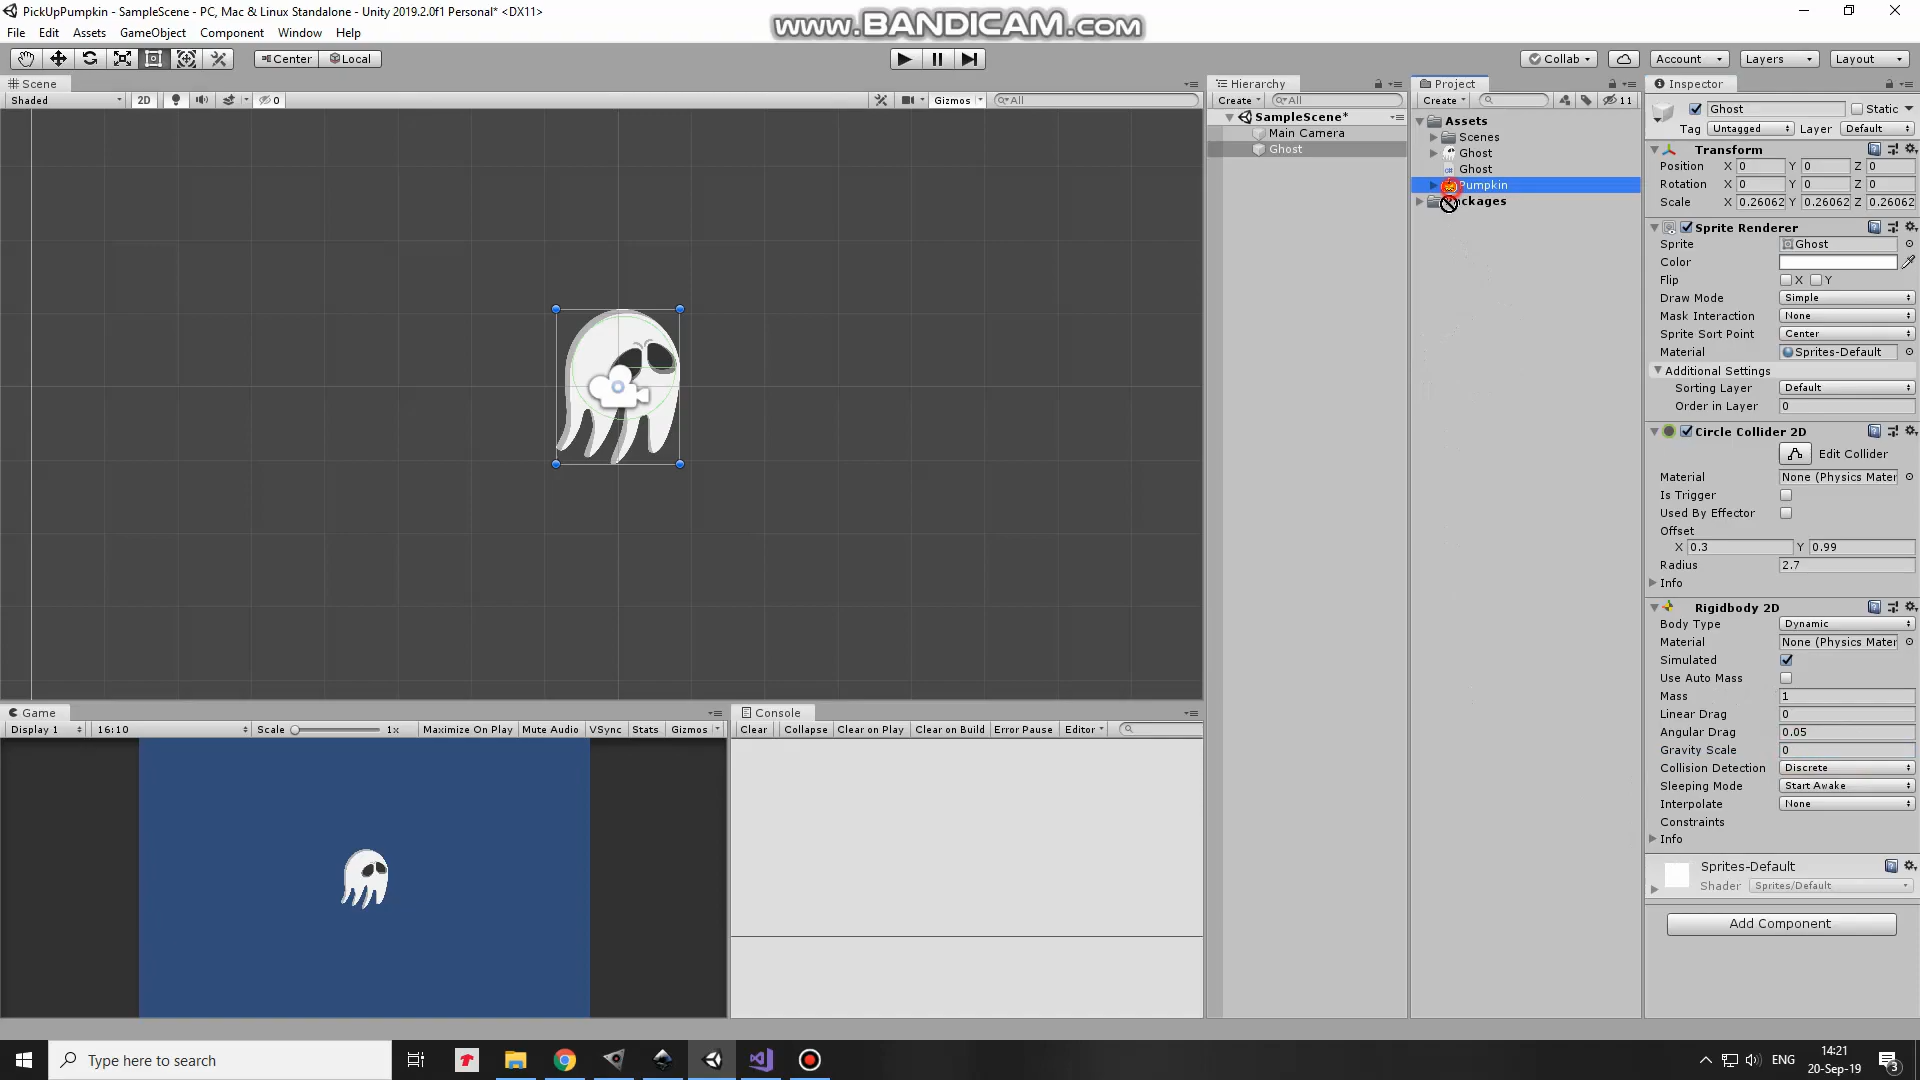 PickUpPumpkin - SampleScene - PC, Mac & Linux Standalone - Unity 2019.2.0f1 Personal* <DX11>
www.BANDICAM.com
File Edit Assets GameObject Component Window Help
Center Local
Collab Account Layers Layout
Scene
Shaded 2D 0 Gizmos All
Hierarchy
Create All
SampleScene*
Main Camera
Ghost
Project
Create 11
Assets
Scenes
Ghost
Ghost
Pumpkin
ckages
Inspector
Ghost Static
Tag Untagged Layer Default
Transform
Position X 0 Y 0 Z 0
Rotation X 0 Y 0 Z 0
Scale X 0.26062 Y 0.26062 Z 0.26062
Sprite Renderer
Sprite Ghost
Color
Flip X Y
Draw Mode Simple
Mask Interaction None
Sprite Sort Point Center
Material Sprites-Default
Additional Settings
Sorting Layer Default
Order in Layer 0
Circle Collider 2D
Edit Collider
Material None (Physics Mater
Is Trigger
Used By Effector
Offset
X 0.3 Y 0.99
Radius 2.7
Info
Rigidbody 2D
Body Type Dynamic
Material None (Physics Mater
Simulated
Use Auto Mass
Mass 1
Linear Drag 0
Angular Drag 0.05
Gravity Scale 0
Collision Detection Discrete
Sleeping Mode Start Awake
Interpolate None
Constraints
Info
Sprites-Default
Shader Sprites/Default
Add Component
Game
Display 1 16:10 Scale 1x Maximize On Play Mute Audio VSync Stats Gizmos
Console
Clear Collapse Clear on Play Clear on Build Error Pause Editor
Type here to search
ENG
14:21
20-Sep-19
3